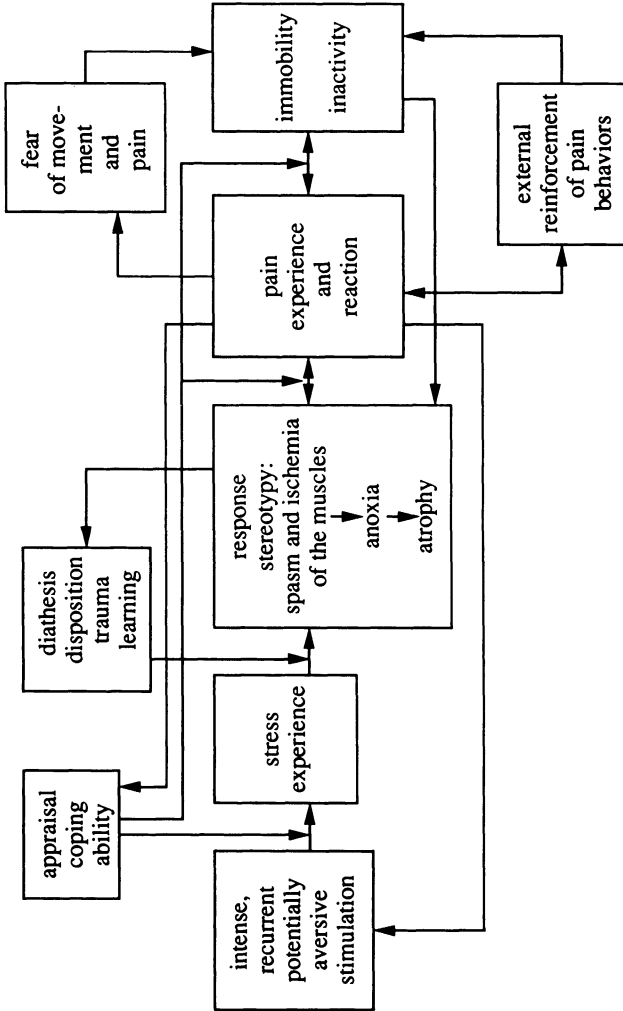 appraisal
coping
ability
diathesis
disposition
trauma
learning
fear
of move-
ment
and
pain
intense,
recurrent
potentially
aversive
stimulation
stress
experience
response
stereotypy:
spasm and ischemia
of the muscles
anoxia
atrophy
pain
experience
and
reaction
immobility
inactivity
external
reinforcement
of pain
behaviors